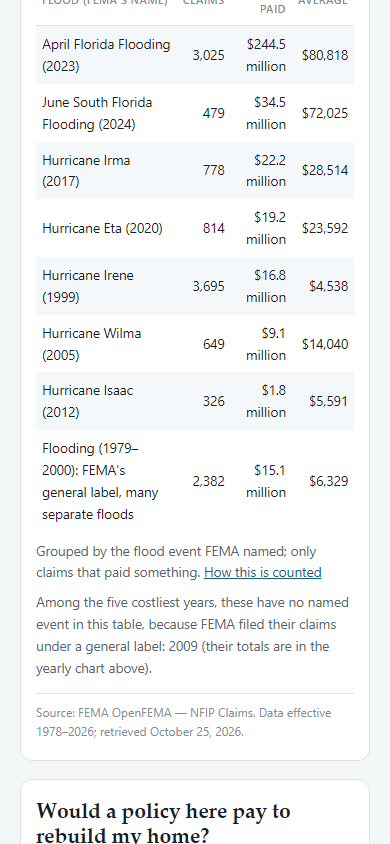 FLOOD (FEMA'S NAME) CLAIMS PAID AVERAGE
April Florida Flooding (2023) 3,025 $244.5 million $80,818
June South Florida Flooding (2024) 479 $34.5 million $72,025
Hurricane Irma (2017) 778 $22.2 million $28,514
Hurricane Eta (2020) 814 $19.2 million $23,592
Hurricane Irene (1999) 3,695 $16.8 million $4,538
Hurricane Wilma (2005) 649 $9.1 million $14,040
Hurricane Isaac (2012) 326 $1.8 million $5,591
Flooding (1979–2000): FEMA's general label, many separate floods 2,382 $15.1 million $6,329
Grouped by the flood event FEMA named; only
claims that paid something. How this is counted
Among the five costliest years, these have no named
event in this table, because FEMA filed their claims
under a general label: 2009 (their totals are in the
yearly chart above).
Source: FEMA OpenFEMA — NFIP Claims. Data effective
1978–2026; retrieved October 25, 2026.
Would a policy here pay to
rebuild my home?